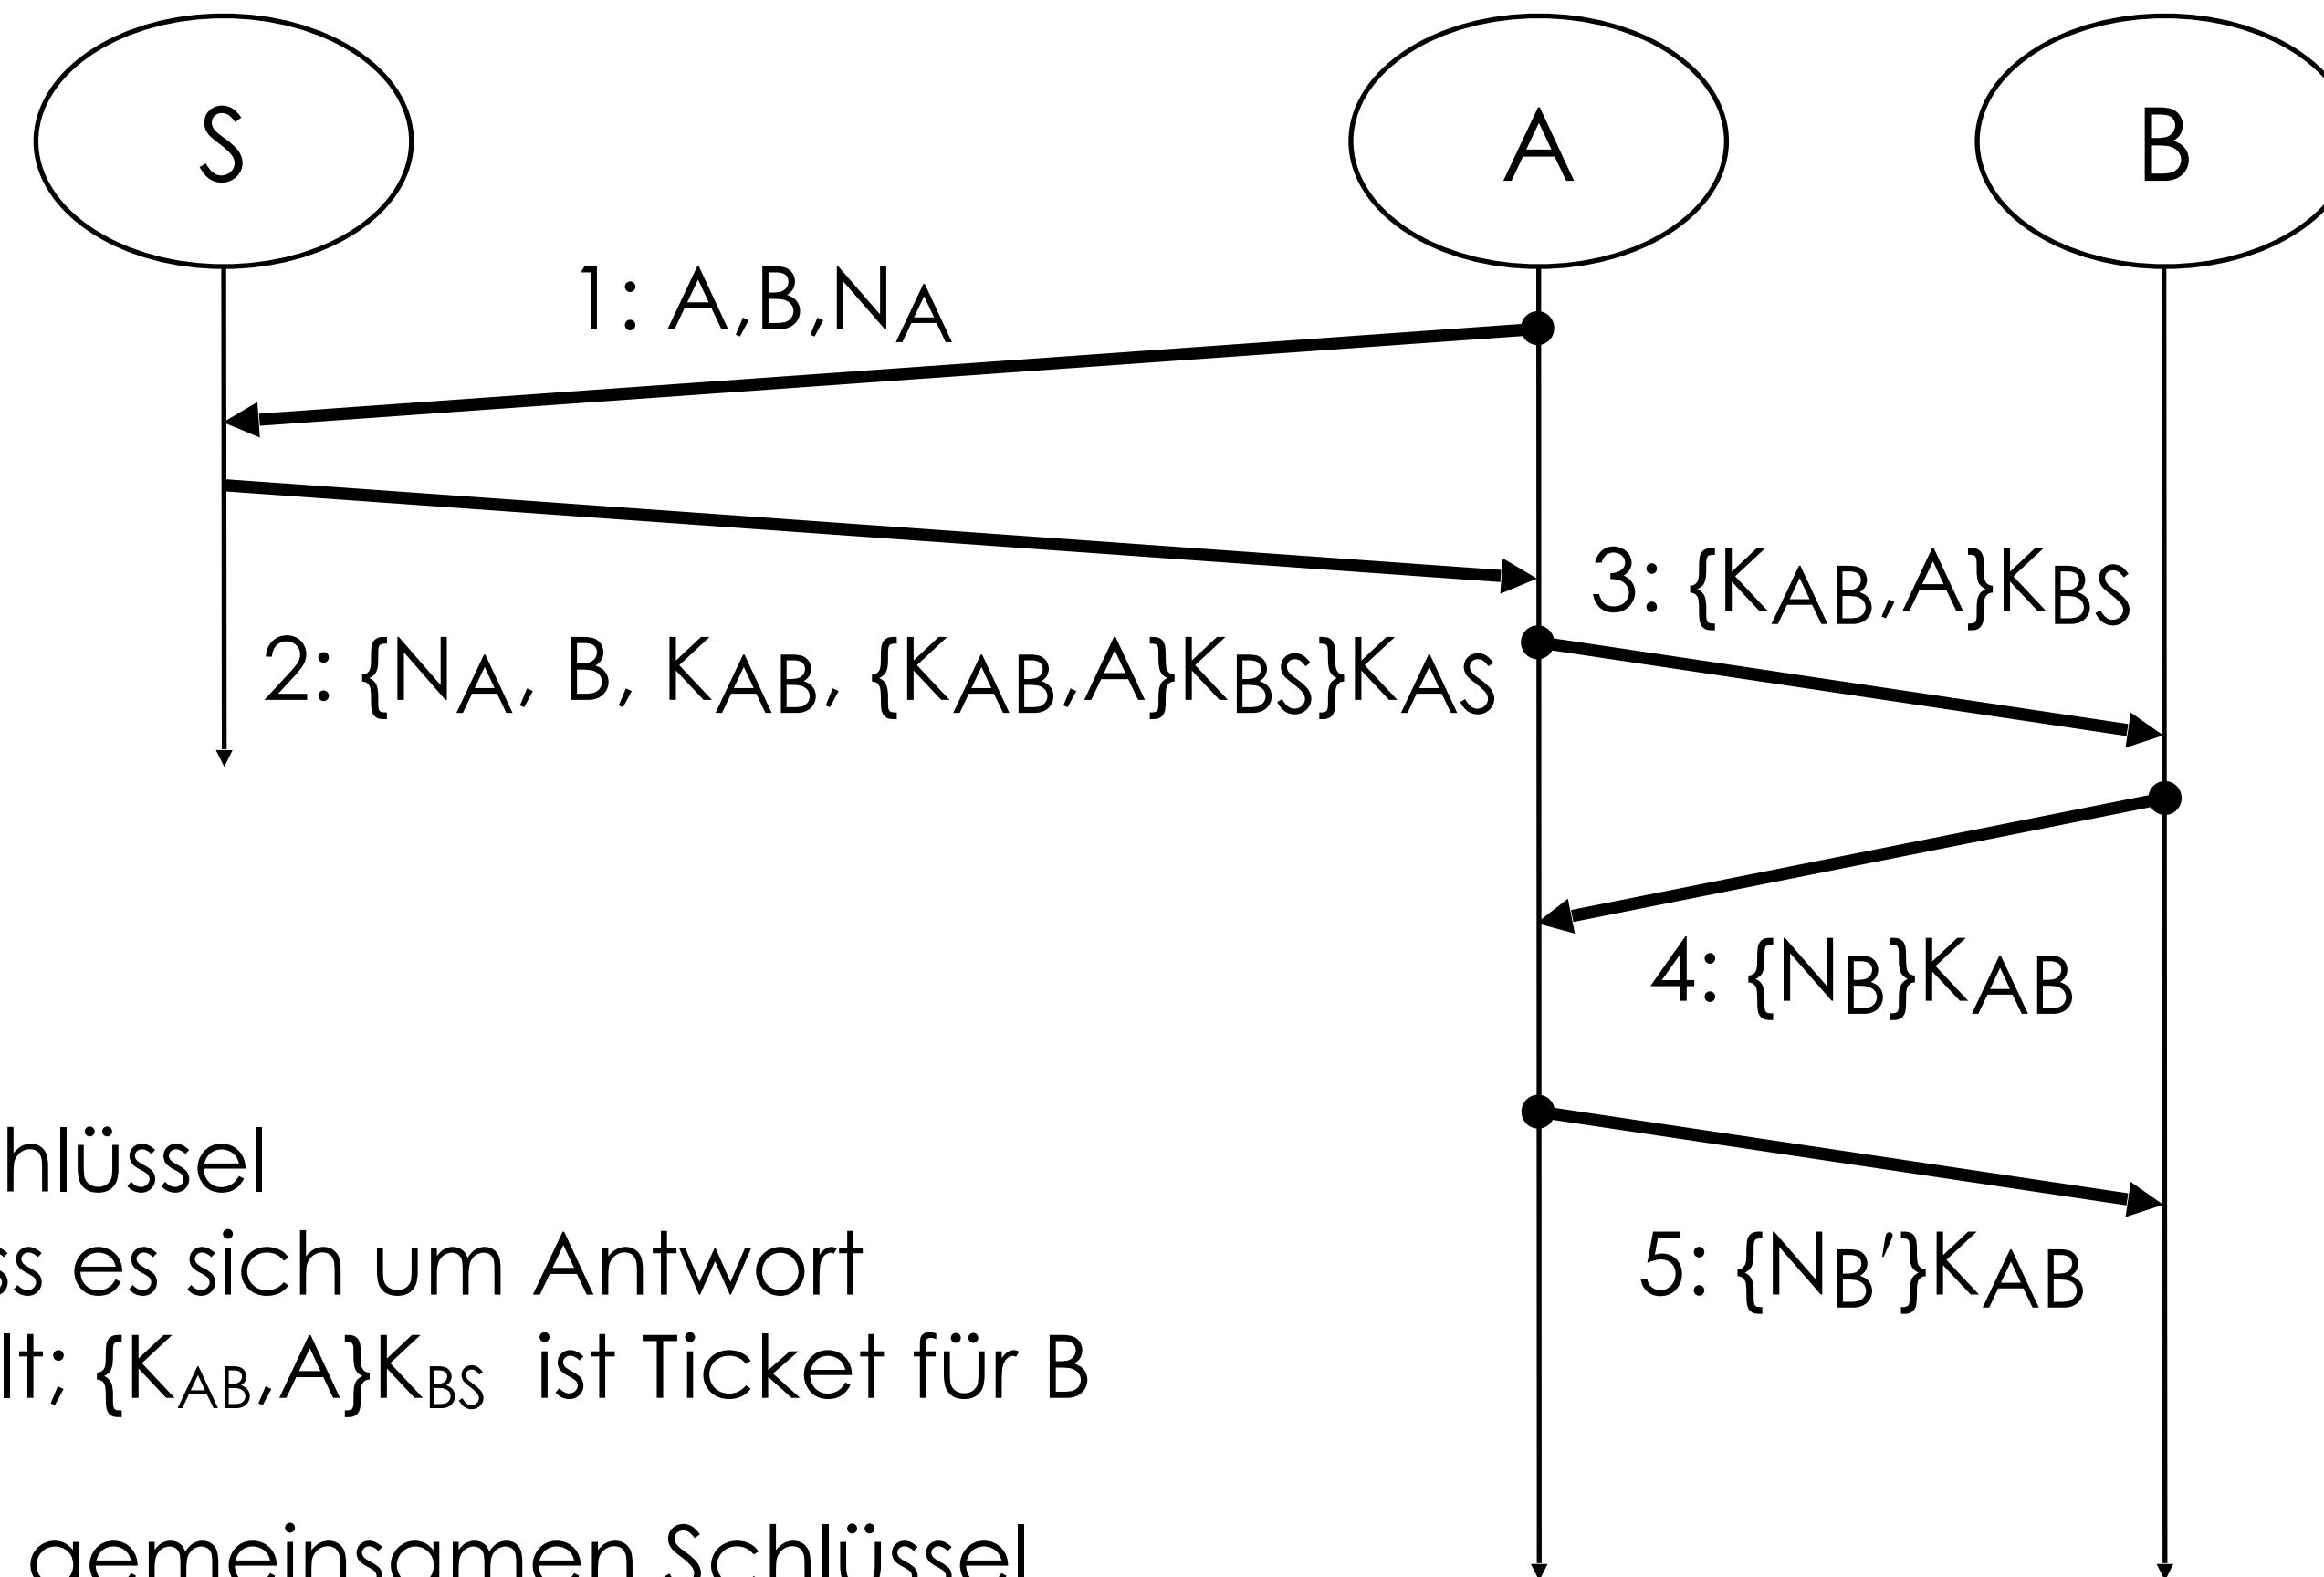 S
A
B
1: A,B,NA
3: {KAB,A}KBS
2: {NA, B, KAB, {KAB,A}KBS}KAS
4: {NB}KAB
hlüssel
s es sich um Antwort
5: {NB'}KAB
lt; {KAB,A}KBS ist Ticket für B
gemeinsamen Schlüssel